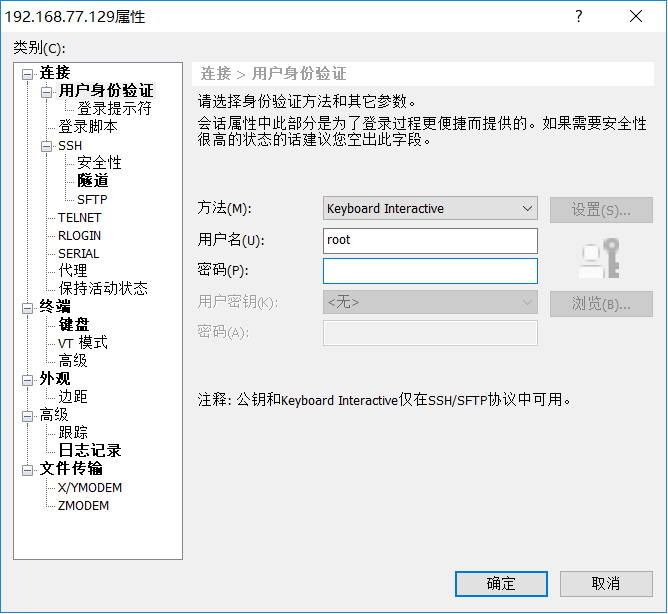 192.168.77.129属性
类别(C):
连接
用户身份验证
登录提示符
登录脚本
SSH
安全性
隧道
SFTP
TELNET
RLOGIN
SERIAL
代理
保持活动状态
终端
键盘
VT 模式
高级
外观
边距
高级
跟踪
日志记录
文件传输
X/YMODEM
ZMODEM
连接 > 用户身份验证
请选择身份验证方法和其它参数。
会话属性中此部分是为了登录过程更便捷而提供的。如果需要安全性
很高的状态的话建议您空出此字段。
方法(M):
Keyboard Interactive
设置(S)...
用户名(U):
root
密码(P):
用户密钥(K):
<无>
浏览(B)...
密码(A):
注释: 公钥和Keyboard Interactive仅在SSH/SFTP协议中可用。
确定
取消